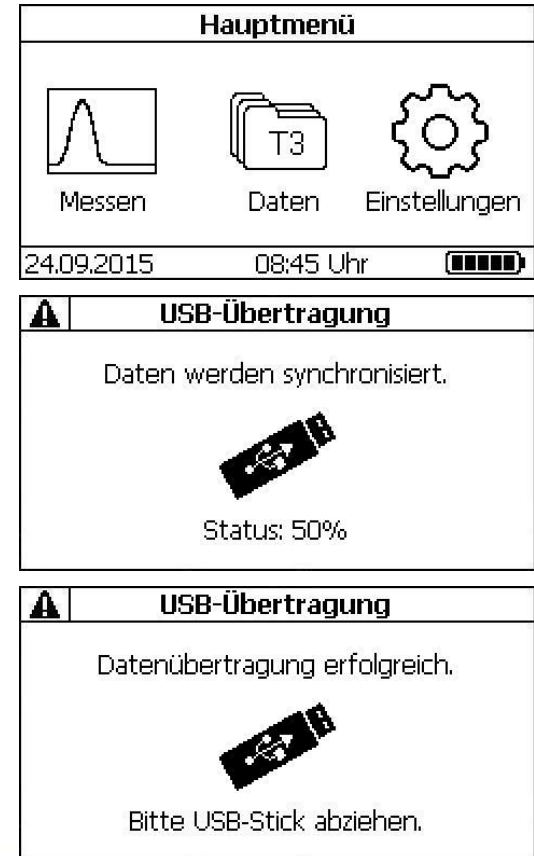 Hauptmenü
T3
Messen Daten Einstellungen
24.09.2015 08:45 Uhr
USB-Übertragung
Daten werden synchronisiert.
Status: 50%
USB-Übertragung
Datenübertragung erfolgreich.
Bitte USB-Stick abziehen.